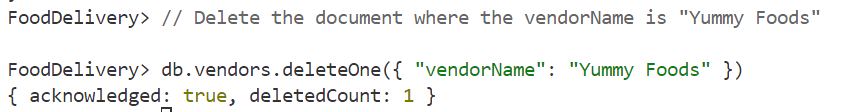 FoodDelivery> // Delete the document where the vendorName is "Yummy Foods"
FoodDelivery> db.vendors.deleteOne({ "vendorName": "Yummy Foods" })
{ acknowledged: true, deletedCount: 1 }